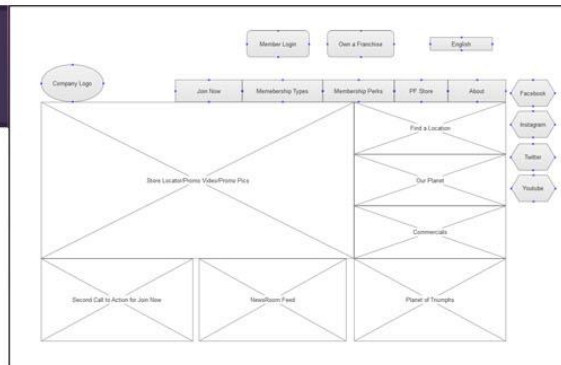 Member Login
Own a Franchise
English
Company Logo
Join Now
Memebership Types
Membership Perks
PF Store
About
Facebook
Instagram
Twitter
Youtube
Find a Location
Store Locator/Promo Video/Promo Pics
Our Planet
Commercials
Second Call to Action for Join Now
NewsRoom Feed
Planet of Triumphs